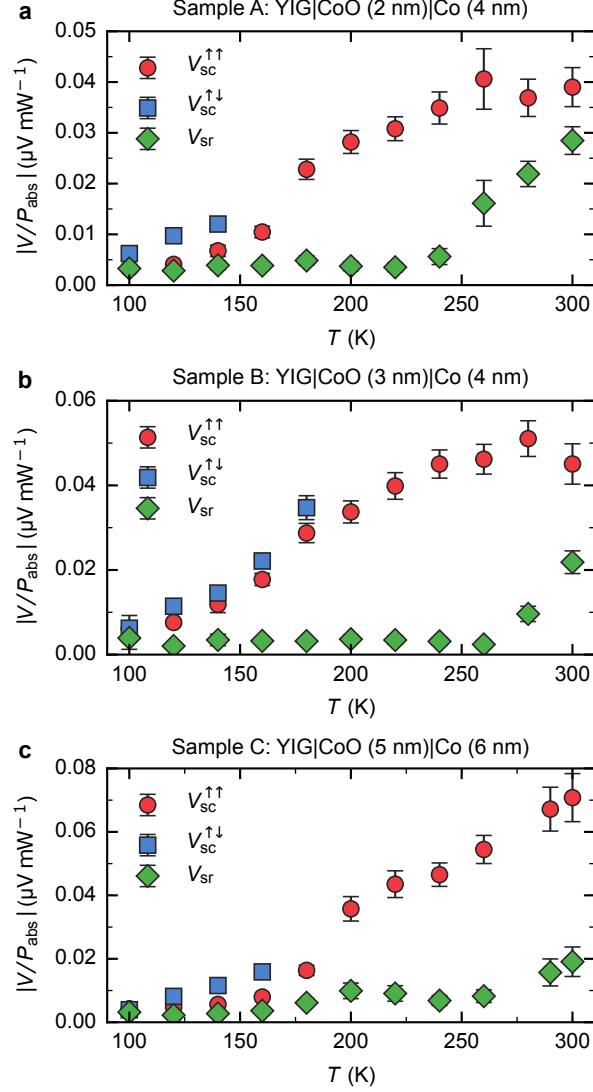 a
Sample A: YIG|CoO (2 nm)|Co (4 nm)
|V/P_abs| (μV mW⁻¹)
0.05
0.04
0.03
0.02
0.01
0.00
V_sc^↑↑
V_sc^↑↓
V_sr
100 150 200 250 300
T (K)
b
Sample B: YIG|CoO (3 nm)|Co (4 nm)
|V/P_abs| (μV mW⁻¹)
0.06
0.04
0.02
0.00
V_sc^↑↑
V_sc^↑↓
V_sr
100 150 200 250 300
T (K)
c
Sample C: YIG|CoO (5 nm)|Co (6 nm)
|V/P_abs| (μV mW⁻¹)
0.08
0.06
0.04
0.02
0.00
V_sc^↑↑
V_sc^↑↓
V_sr
100 150 200 250 300
T (K)